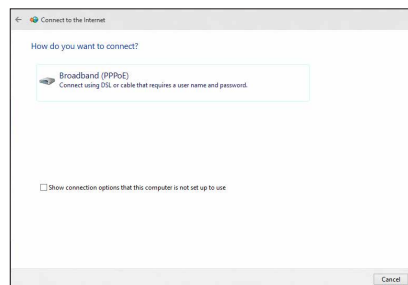 Connect to the Internet
How do you want to connect?
Broadband (PPPoE)
Connect using DSL or cable that requires a user name and password.
Show connection options that this computer is not set up to use
Cancel